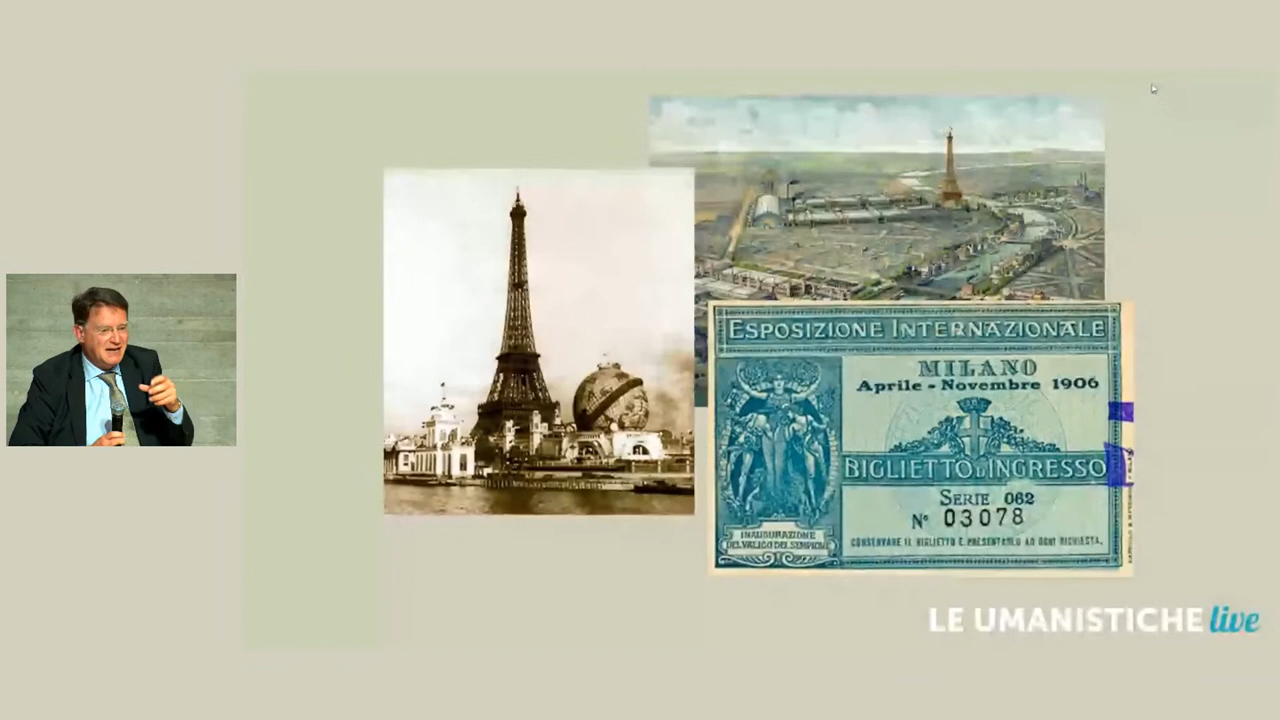 ESPOSIZIONE INTERNAZIONALE
MILANO
Aprile - Novembre 1906
BIGLIETTO D'INGRESSO
SERIE 062
Nº 03078
CONSERVARE IL BIGLIETTO E PRESENTARLO AD OGNI RICHIESTA.
INAUGURAZIONE
DEL VALICO DEL SEMPIONE
LE UMANISTICHE live